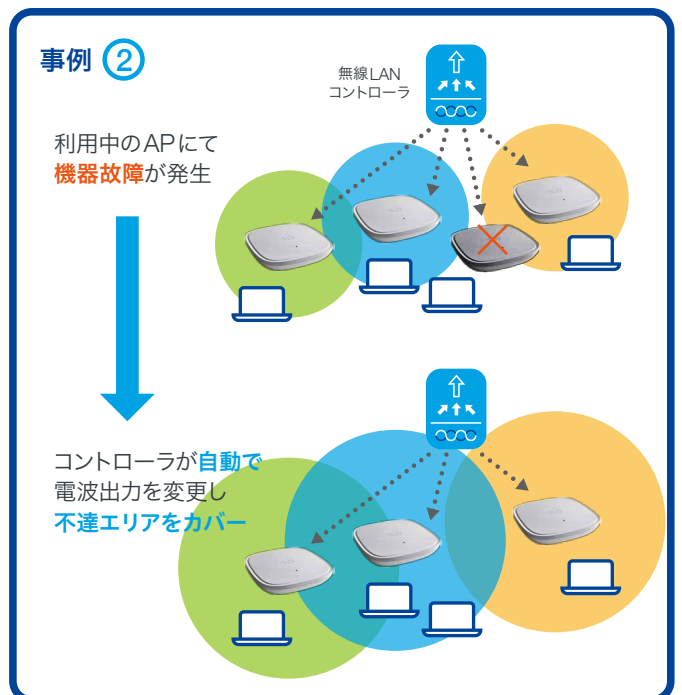 事例 ②
無線LAN
コントローラ
利用中のAPにて
機器故障が発生
コントローラが自動で
電波出力を変更し
不達エリアをカバー